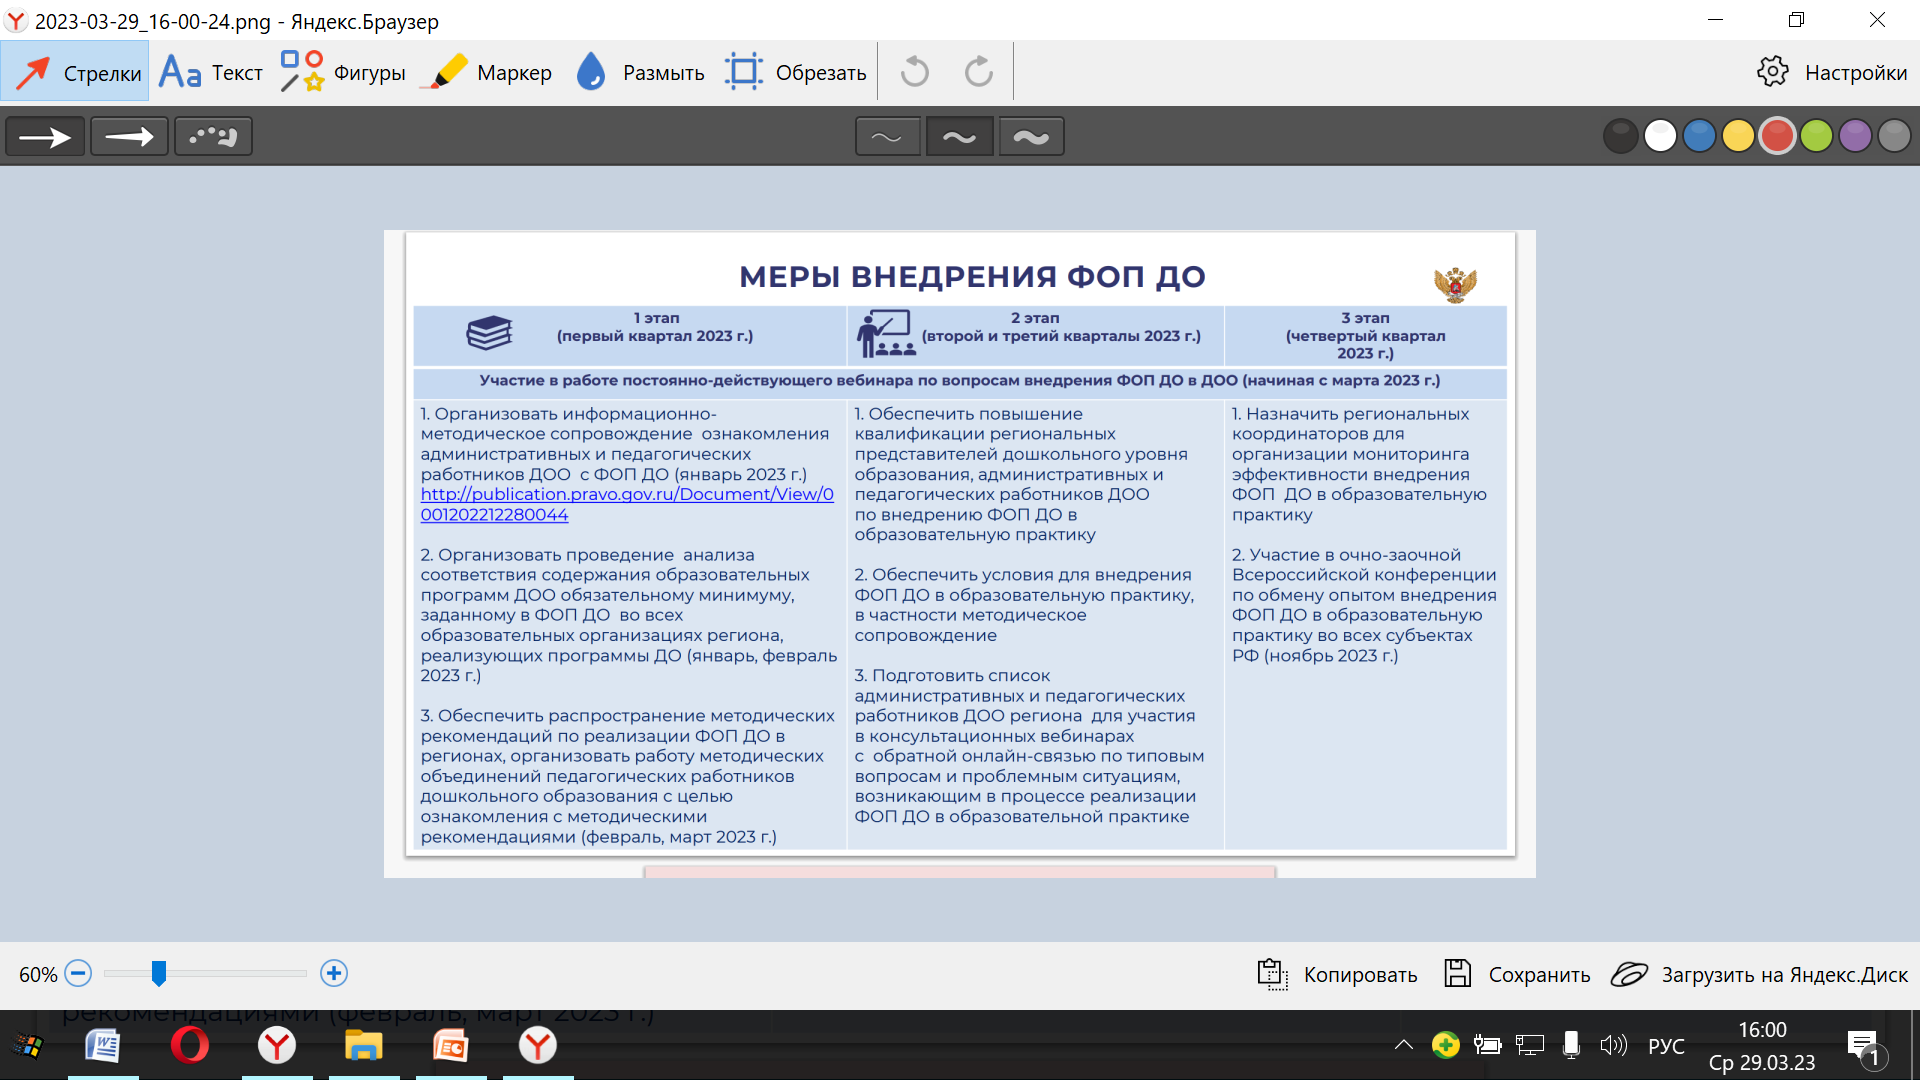 2023-03-29_16-00-24.png - Яндекс.Браузер
Стрелки
Aa Текст
Фигуры
Маркер
Размыть
Обрезать
Настройки
МЕРЫ ВНЕДРЕНИЯ ФОП ДО
1 этап
(первый квартал 2023 г.)
2 этап
(второй и третий кварталы 2023 г.)
3 этап
(четвертый квартал
2023 г.)
Участие в работе постоянно-действующего вебинара по вопросам внедрения ФОП ДО в ДОО (начиная с марта 2023 г.)
1. Организовать информационно-
методическое сопровождение ознакомления
административных и педагогических
работников ДОО с ФОП ДО (январь 2023 г.)
http://publication.pravo.gov.ru/Document/View/0
001202212280044
2. Организовать проведение анализа
соответствия содержания образовательных
программ ДОО обязательному минимуму,
заданному в ФОП ДО во всех
образовательных организациях региона,
реализующих программы ДО (январь, февраль
2023 г.)
3. Обеспечить распространение методических
рекомендаций по реализации ФОП ДО в
регионах, организовать работу методических
объединений педагогических работников
дошкольного образования с целью
ознакомления с методическими
рекомендациями (февраль, март 2023 г.)
1. Обеспечить повышение
квалификации региональных
представителей дошкольного уровня
образования, административных и
педагогических работников ДОО
по внедрению ФОП ДО в
образовательную практику
2. Обеспечить условия для внедрения
ФОП ДО в образовательную практику,
в частности методическое
сопровождение
3. Подготовить список
административных и педагогических
работников ДОО региона для участия
в консультационных вебинарах
с обратной онлайн-связью по типовым
вопросам и проблемным ситуациям,
возникающим в процессе реализации
ФОП ДО в образовательной практике
1. Назначить региональных
координаторов для
организации мониторинга
эффективности внедрения
ФОП ДО в образовательную
практику
2. Участие в очно-заочной
Всероссийской конференции
по обмену опытом внедрения
ФОП ДО в образовательную
практику во всех субъектах
РФ (ноябрь 2023 г.)
60%
Копировать
Сохранить
Загрузить на Яндекс.Диск
рекомендациями (февраль, март 2023 г.)
РУС
16:00
Ср 29.03.23
1